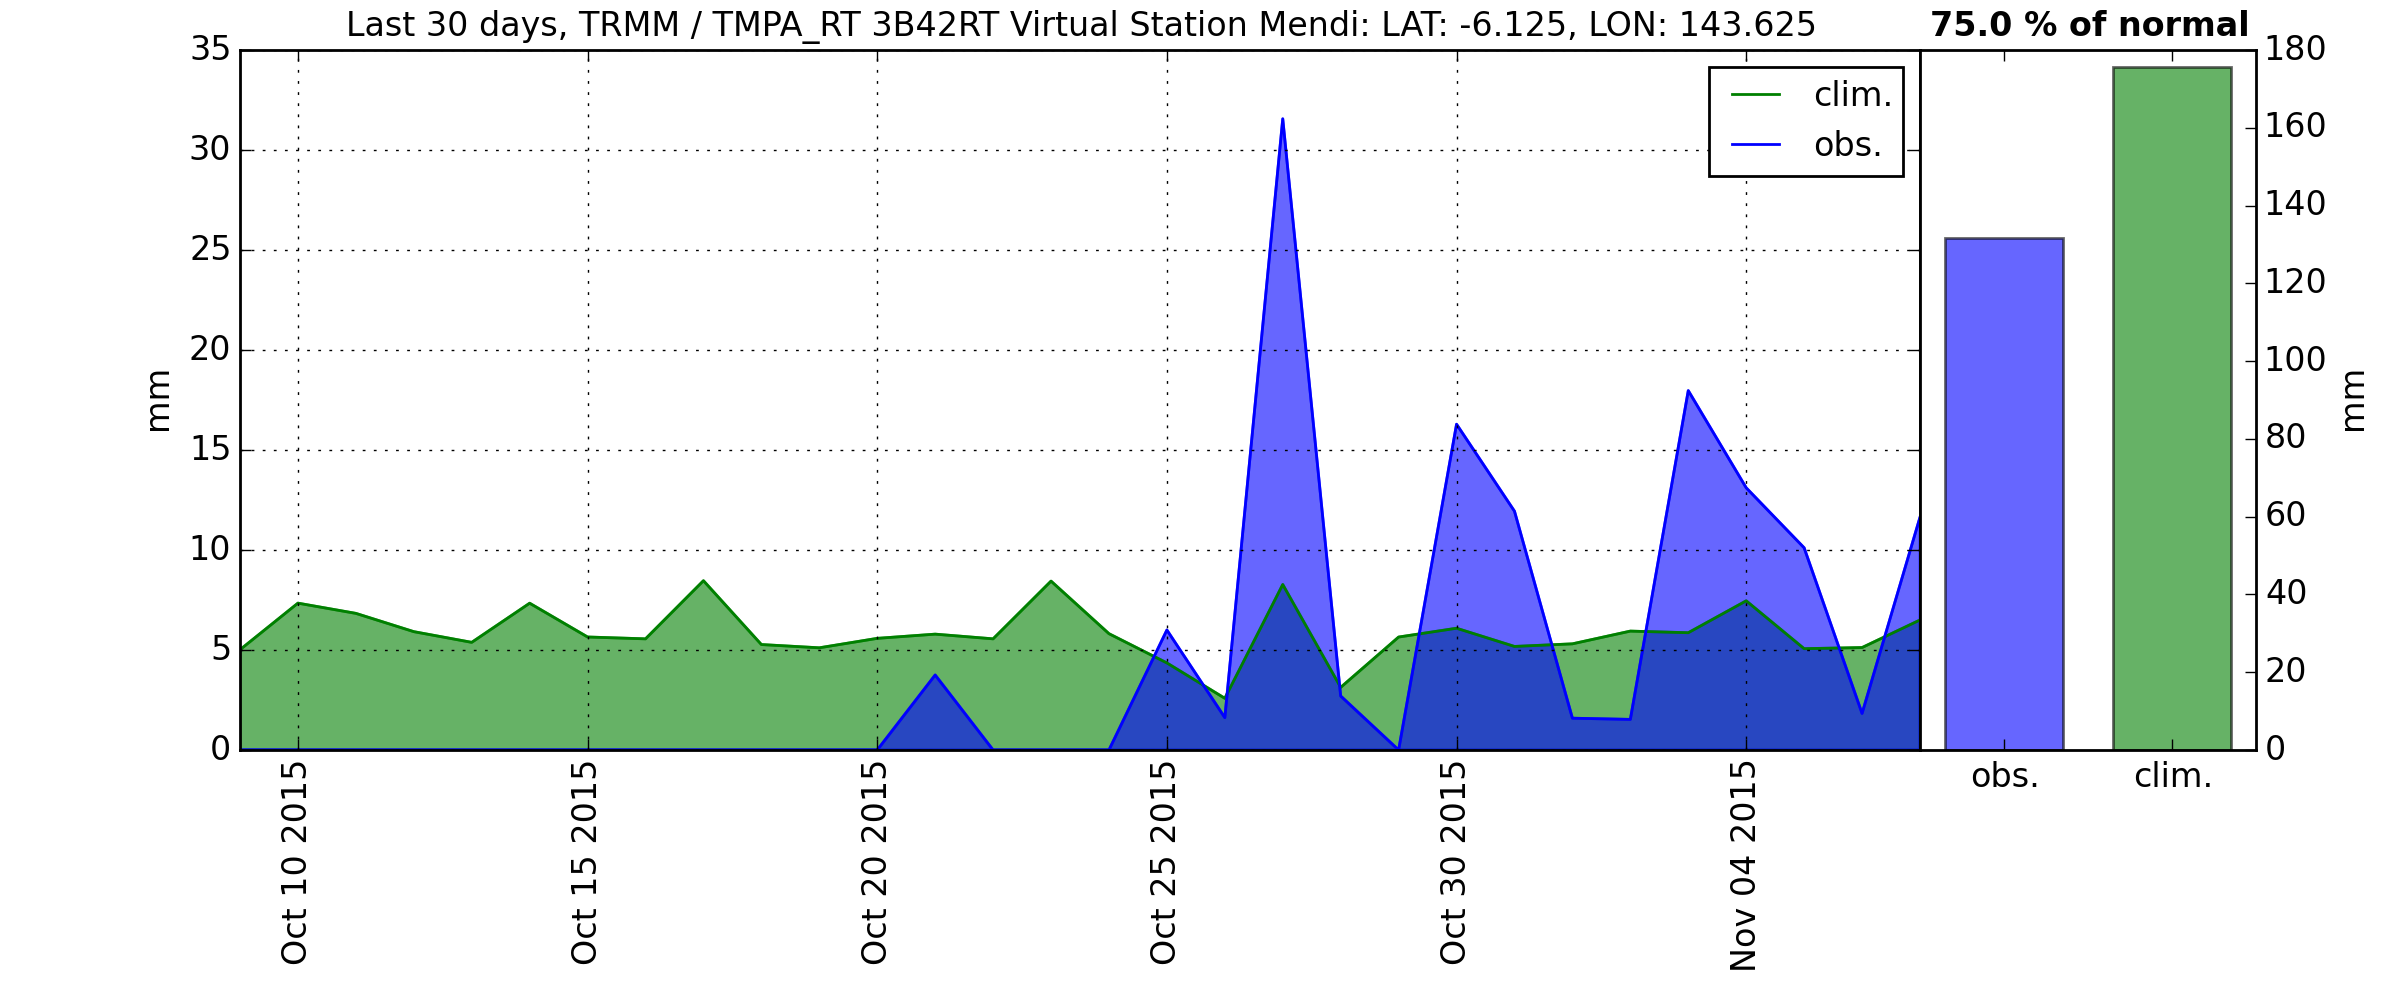 Last 30 days, TRMM / TMPA_RT 3B42RT Virtual Station Mendi: LAT: -6.125, LON: 143.625
75.0 % of normal
35
30
25
20
15
10
5
0
mm
clim.
obs.
Oct 10 2015
Oct 15 2015
Oct 20 2015
Oct 25 2015
Oct 30 2015
Nov 04 2015
180
160
140
120
100
80
60
40
20
0
mm
obs.
clim.